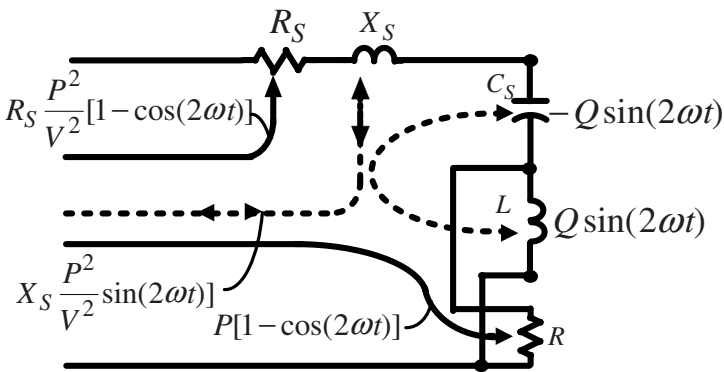 R_S
X_S
C_S
R_S P^2/V^2 [1-cos(2ωt)]
-Q sin(2ωt)
L
Q sin(2ωt)
X_S P^2/V^2 sin(2ωt)]
P[1-cos(2ωt)]
R